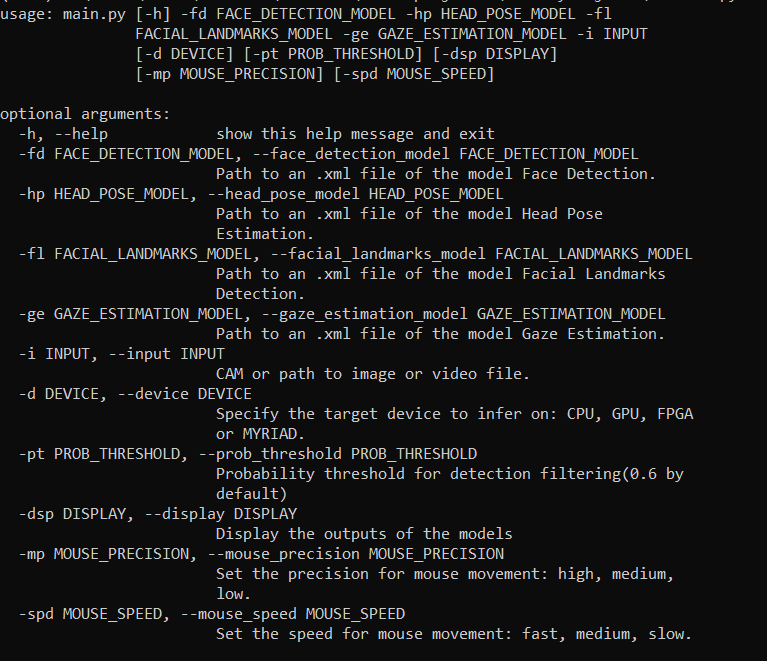 usage: main.py [-h] -fd FACE_DETECTION_MODEL -hp HEAD_POSE_MODEL -fl
FACIAL_LANDMARKS_MODEL -ge GAZE_ESTIMATION_MODEL -i INPUT
[-d DEVICE] [-pt PROB_THRESHOLD] [-dsp DISPLAY]
[-mp MOUSE_PRECISION] [-spd MOUSE_SPEED]
optional arguments:
-h, --help show this help message and exit
-fd FACE_DETECTION_MODEL, --face_detection_model FACE_DETECTION_MODEL
Path to an .xml file of the model Face Detection.
-hp HEAD_POSE_MODEL, --head_pose_model HEAD_POSE_MODEL
Path to an .xml file of the model Head Pose
Estimation.
-fl FACIAL_LANDMARKS_MODEL, --facial_landmarks_model FACIAL_LANDMARKS_MODEL
Path to an .xml file of the model Facial Landmarks
Detection.
-ge GAZE_ESTIMATION_MODEL, --gaze_estimation_model GAZE_ESTIMATION_MODEL
Path to an .xml file of the model Gaze Estimation.
-i INPUT, --input INPUT
CAM or path to image or video file.
-d DEVICE, --device DEVICE
Specify the target device to infer on: CPU, GPU, FPGA
or MYRIAD.
-pt PROB_THRESHOLD, --prob_threshold PROB_THRESHOLD
Probability threshold for detection filtering(0.6 by
default)
-dsp DISPLAY, --display DISPLAY
Display the outputs of the models
-mp MOUSE_PRECISION, --mouse_precision MOUSE_PRECISION
Set the precision for mouse movement: high, medium,
low.
-spd MOUSE_SPEED, --mouse_speed MOUSE_SPEED
Set the speed for mouse movement: fast, medium, slow.